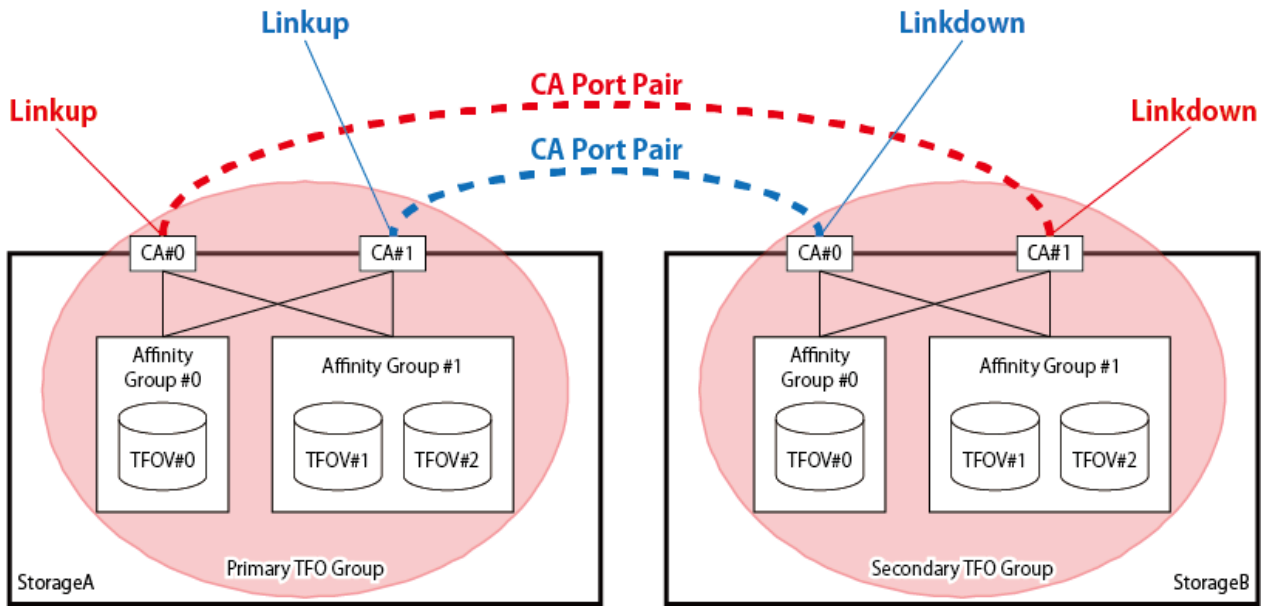 Linkup
Linkdown
CA Port Pair
Linkup
Linkdown
CA Port Pair
CA#0
CA#1
CA#0
CA#1
Affinity
Group #0
Affinity Group #1
TFOV#0
TFOV#1
TFOV#2
Affinity
Group #0
Affinity Group #1
TFOV#0
TFOV#1
TFOV#2
Primary TFO Group
Secondary TFO Group
StorageA
StorageB